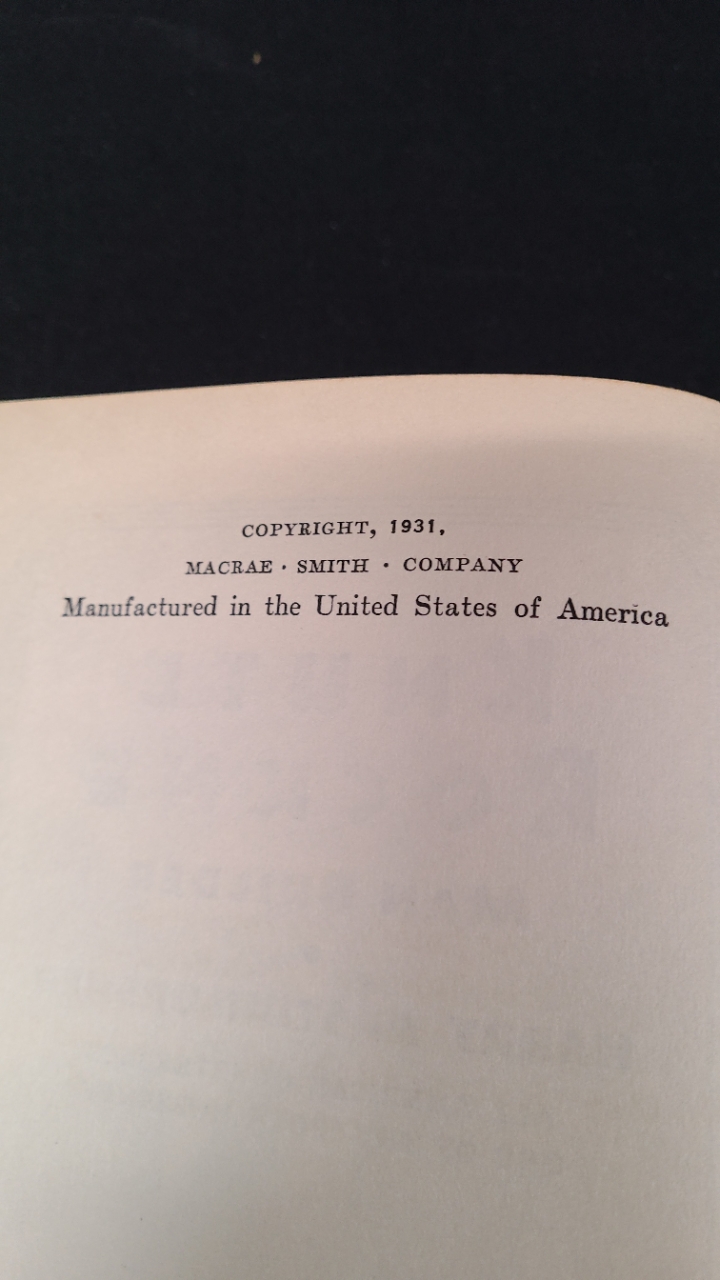 COPYRIGHT, 1931,
MACRAE · SMITH · COMPANY
Manufactured in the United States of America